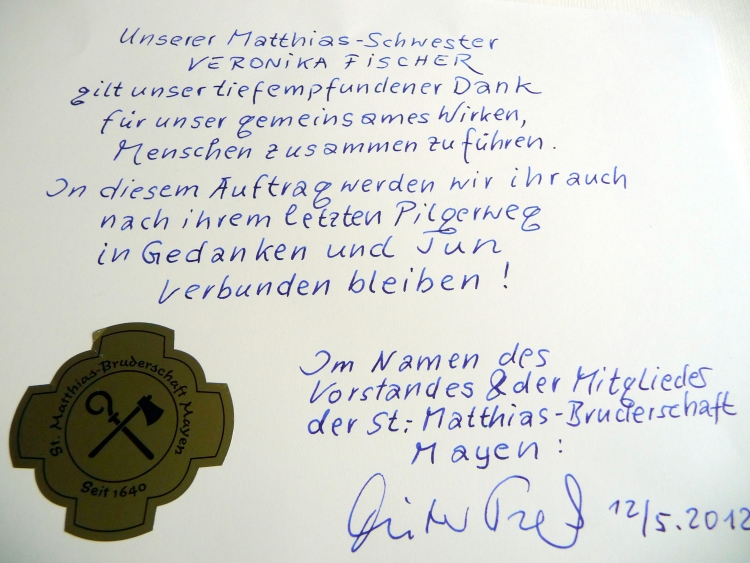 Unserer Matthias-Schwester
VERONIKA FISCHER
gilt unser tiefempfundener Dank
für unser gemeinsames Wirken,
Menschen zusammen zu führen.
In diesem Auftrag werden wir ihr auch
nach ihrem letzten Pilgerweg
in Gedanken und Tun
verbunden bleiben!
Im Namen des
Vorstandes & der Mitglieder
der St.-Matthias-Bruderschaft
Mayen:
12/5.2012
St. Matthias-Bruderschaft Mayen
Seit 1640